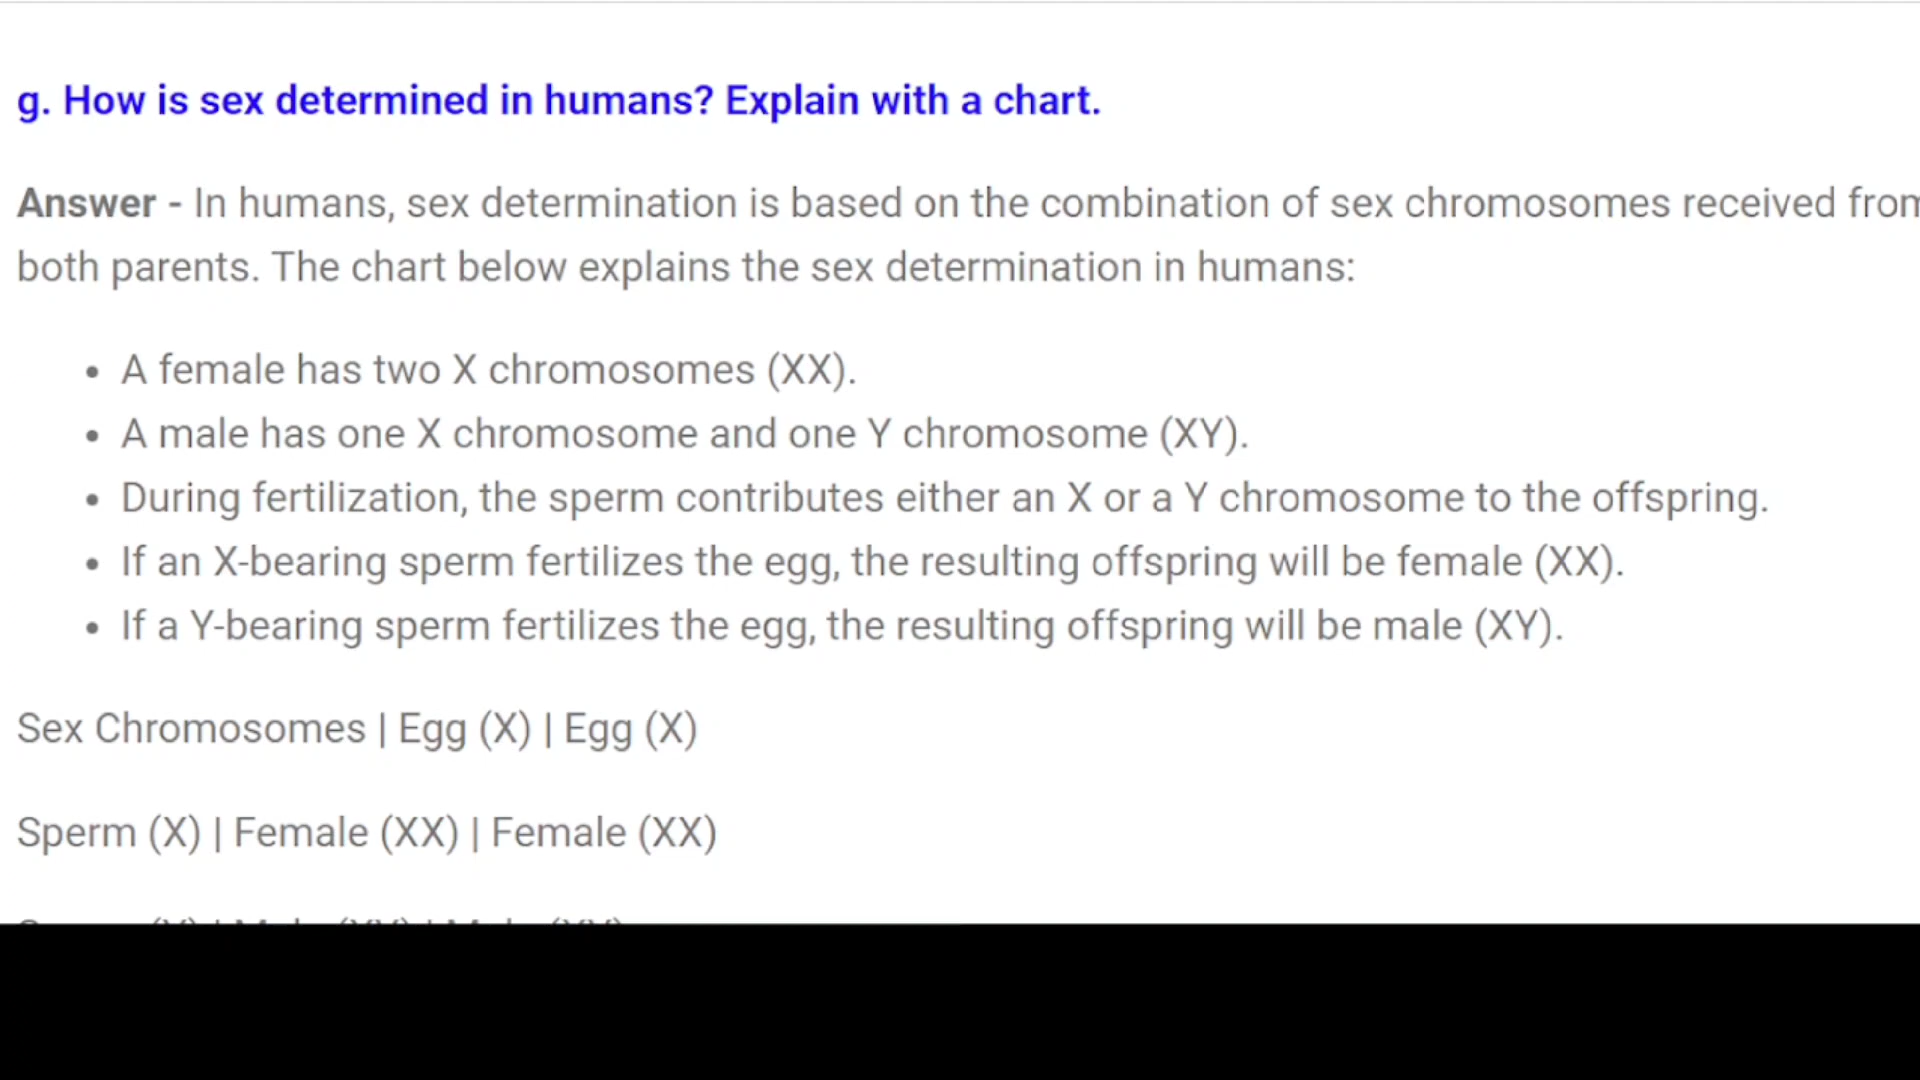 g. How is sex determined in humans? Explain with a chart.
Answer - In humans, sex determination is based on the combination of sex chromosomes received
both parents. The chart below explains the sex determination in humans:
• A female has two X chromosomes (XX).
• A male has one X chromosome and one Y chromosome (XY).
• During fertilization, the sperm contributes either an X or a Y chromosome to the offspring.
• If an X-bearing sperm fertilizes the egg, the resulting offspring will be female (XX).
• If a Y-bearing sperm fertilizes the egg, the resulting offspring will be male (XY).
Sex Chromosomes | Egg (X) | Egg (X)
Sperm (X) | Female (XX) | Female (XX)